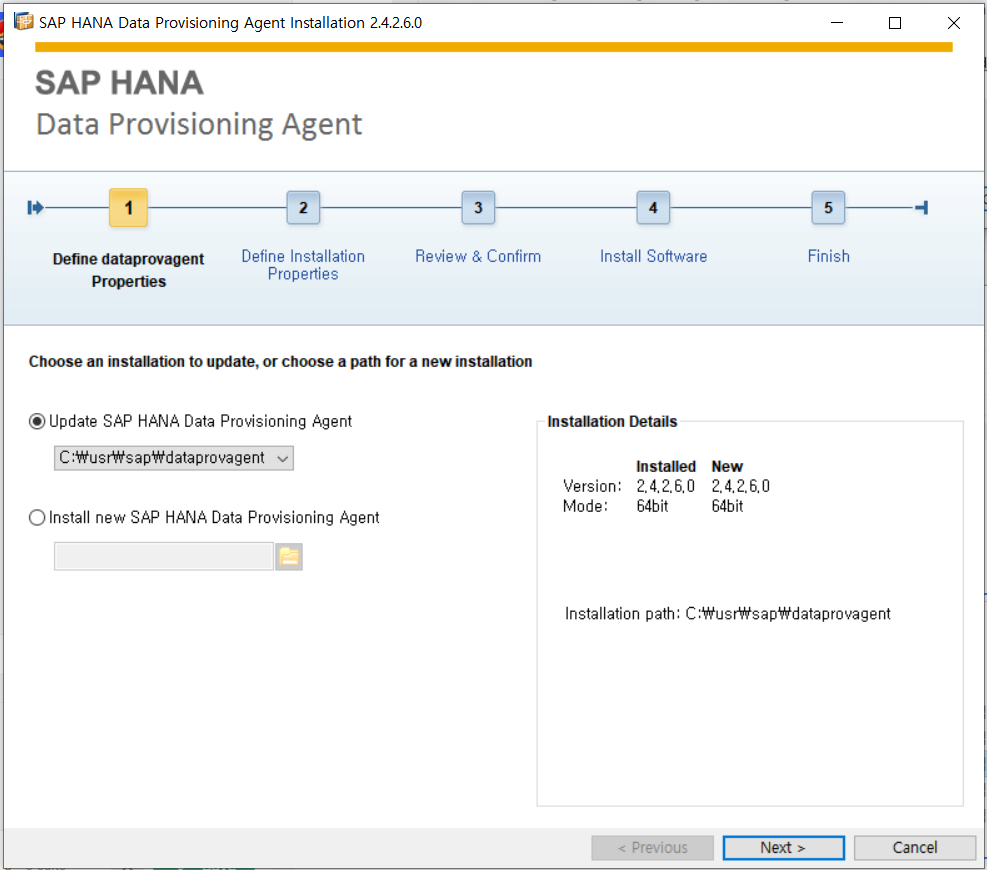 SAP HANA Data Provisioning Agent Installation 2.4.2.6.0
SAP HANA
Data Provisioning Agent
1
2
3
4
5
Define dataprovagent
Properties
Define Installation
Properties
Review & Confirm
Install Software
Finish
Choose an installation to update, or choose a path for a new installation
Update SAP HANA Data Provisioning Agent
C:₩usr₩sap₩dataprovagent
Install new SAP HANA Data Provisioning Agent
Installation Details
Installed New
Version: 2.4.2.6.0 2.4.2.6.0
Mode: 64bit 64bit
Installation path: C:₩usr₩sap₩dataprovagent
< Previous
Next >
Cancel